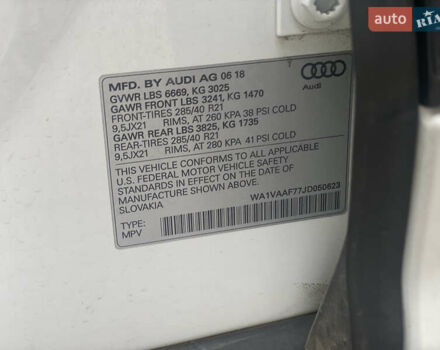 auto
RIA
MFD. BY AUDI AG 06 18
GVWR LBS 6669, KG 3025
GAWR FRONT LBS 3241, KG 1470
FRONT-TIRES 285/40 R21
9,5JX21 RIMS, AT 260 KPA 38 PSI COLD
GAWR REAR LBS 3825, KG 1735
REAR-TIRES 285/40 R21
9,5JX21 RIMS, AT 280 KPA 41 PSI COLD
Audi
THIS VEHICLE CONFORMS TO ALL APPLICABLE
U.S. FEDERAL MOTOR VEHICLE SAFETY
STANDARDS IN EFFECT ON THE DATE OF
MANUFACTURE SHOWN ABOVE.
SLOVAKIA
WA1VAAF77JD050623
TYPE:
MPV